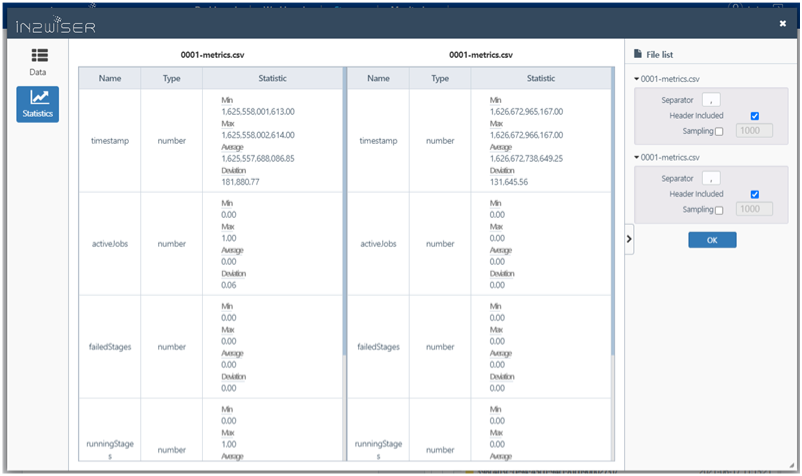 IN2WISER
Data
Statistics
0001-metrics.csv
Name Type Statistic
timestamp number
Min
1,625,558,001,613.00
Max
1,625,558,002,614.00
Average
1,625,557,688,086.85
Deviation
181,880.77
activeJobs number
Min
0.00
Max
1.00
Average
0.00
Deviation
0.06
failedStages number
Min
0.00
Max
0.00
Average
0.00
Deviation
0.00
runningStage
s
number
Min
0.00
Max
1.00
Average
0001-metrics.csv
Name Type Statistic
timestamp number
Min
1,626,672,965,167.00
Max
1,626,672,966,167.00
Average
1,626,672,738,649.25
Deviation
131,645.56
activeJobs number
Min
0.00
Max
0.00
Average
0.00
Deviation
0.00
failedStages number
Min
0.00
Max
0.00
Average
0.00
Deviation
0.00
runningStage
s
number
Min
0.00
Max
0.00
Average
File list
0001-metrics.csv
Separator ,
Header Included
Sampling 1000
0001-metrics.csv
Separator ,
Header Included
Sampling 1000
OK